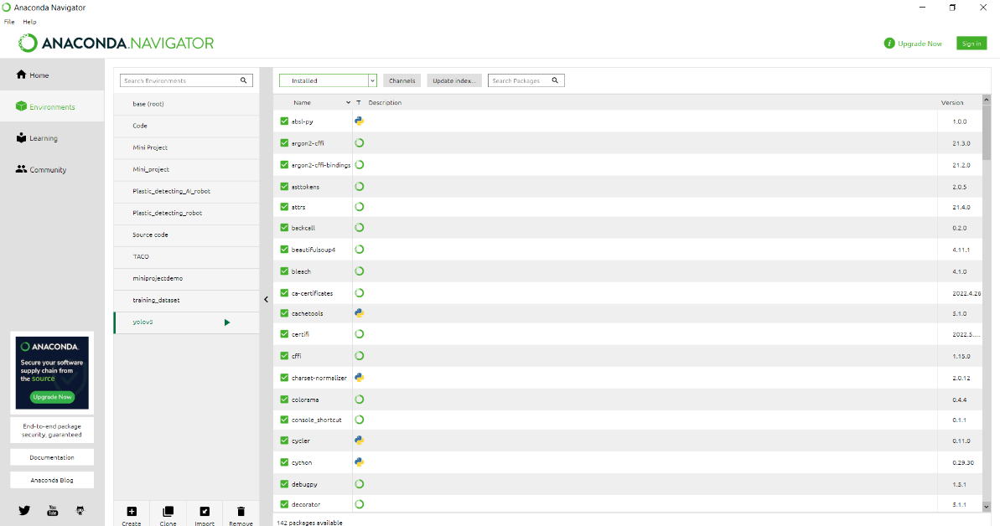 Anaconda Navigator
File Help
ANACONDA.NAVIGATOR
Upgrade Now
Sign in
Home
Environments
Learning
Community
ANACONDA.
Secure your software
supply chain from
the source
Upgrade Now
End-to-end package
security, guaranteed
Documentation
Anaconda Blog
You
Tube
Search Environments
base (root)
Code
Mini Project
Mini_project
Plastic_detecting_AI_robot
Plastic_detecting_robot
Source code
TACO
miniprojectdemo
training_dataset
yolov5
Create Clone Import Remove
Installed Channels Update index... Search Packages
Name T Description Version
absl-py 1.0.0
argon2-cffi 21.3.0
argon2-cffi-bindings 21.2.0
asttokens 2.0.5
attrs 21.4.0
backcall 0.2.0
beautifulsoup4 4.11.1
bleach 4.1.0
ca-certificates 2022.4.26
cachetools 5.1.0
certifi 2022.5....
cffi 1.15.0
charset-normalizer 2.0.12
colorama 0.4.4
console_shortcut 0.1.1
cycler 0.11.0
cython 0.29.30
debugpy 1.5.1
decorator 5.1.1
142 packages available